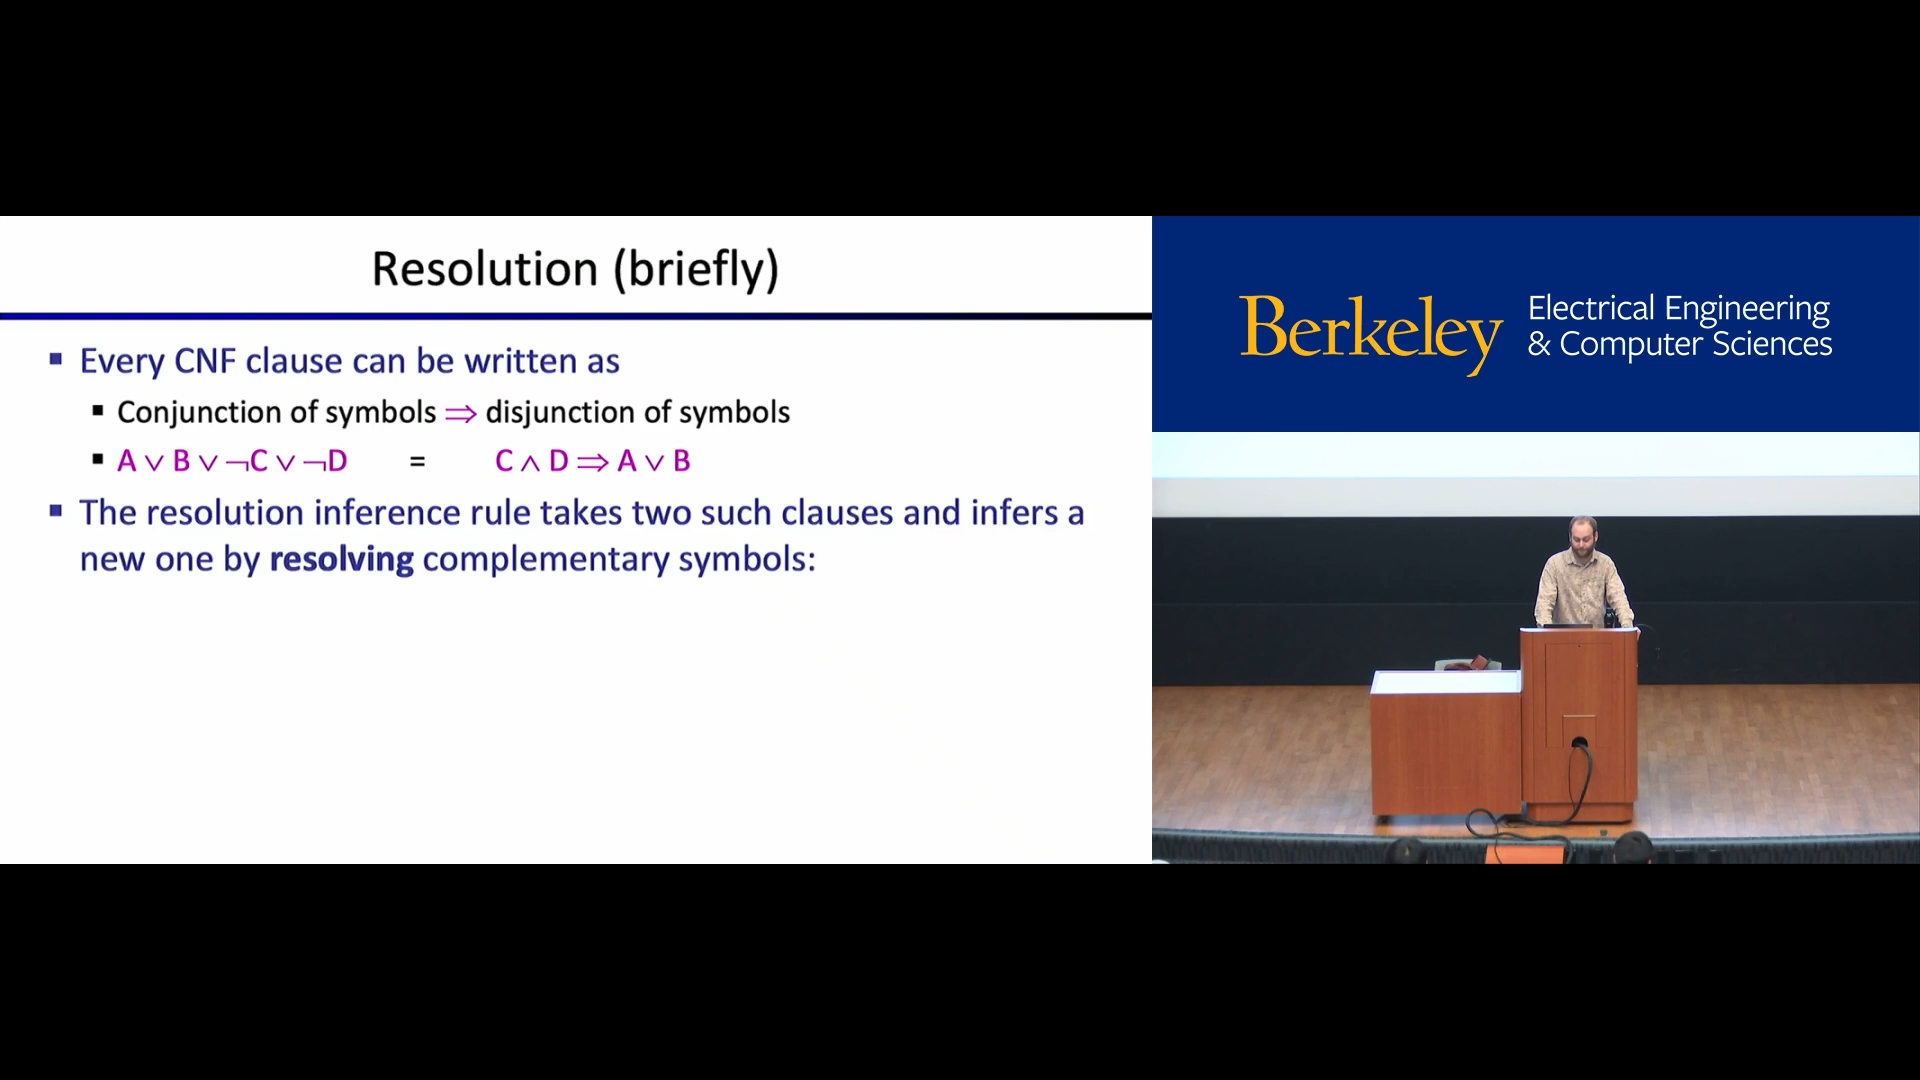 Resolution (briefly)
Every CNF clause can be written as
Conjunction of symbols ⇒ disjunction of symbols
A ∨ B ∨ ¬C ∨ ¬D = C ∧ D ⇒ A ∨ B
The resolution inference rule takes two such clauses and infers a
new one by resolving complementary symbols:
Berkeley
Electrical Engineering
& Computer Sciences